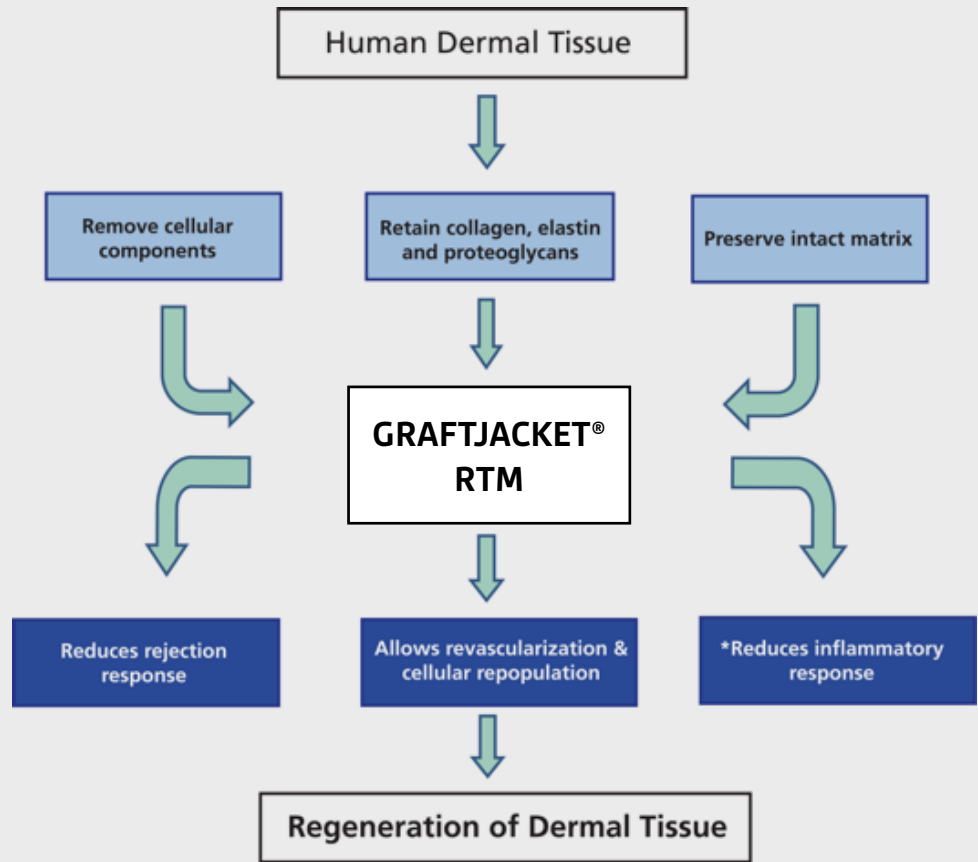 Human Dermal Tissue
Remove cellular
components
Retain collagen, elastin
and proteoglycans
Preserve intact matrix
GRAFTJACKET®
RTM
Reduces rejection
response
Allows revascularization &
cellular repopulation
*Reduces inflammatory
response
Regeneration of Dermal Tissue